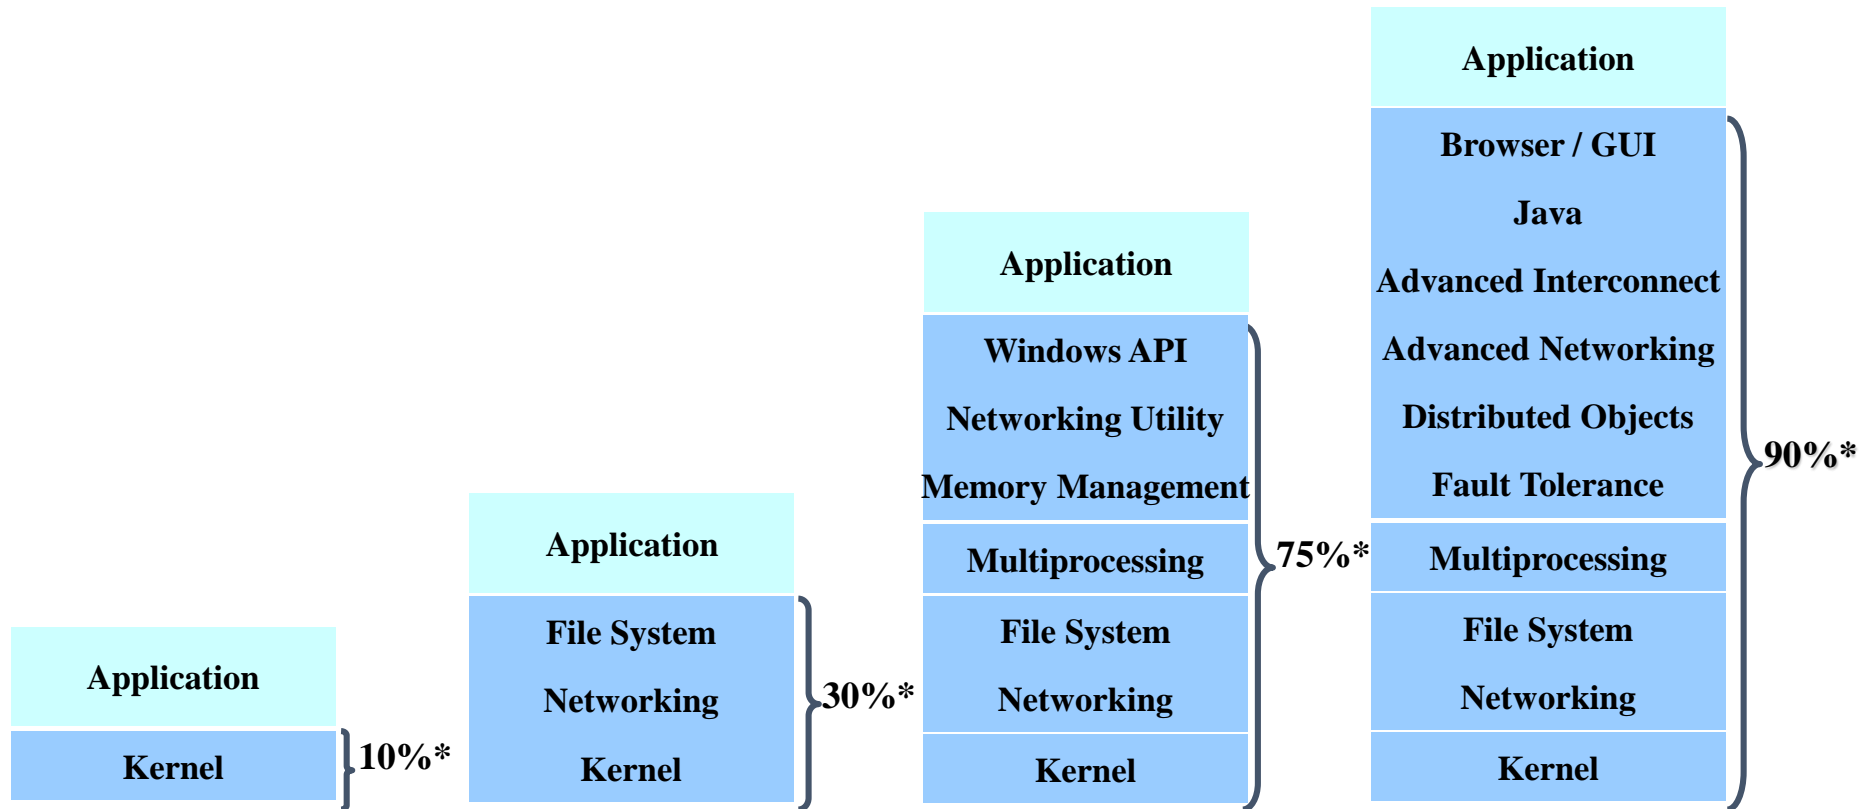 Application
Kernel
10%*
Application
File System
Networking
Kernel
30%*
Application
Windows API
Networking Utility
Memory Management
Multiprocessing
File System
Networking
Kernel
75%*
Application
Browser / GUI
Java
Advanced Interconnect
Advanced Networking
Distributed Objects
Fault Tolerance
Multiprocessing
File System
Networking
Kernel
90%*